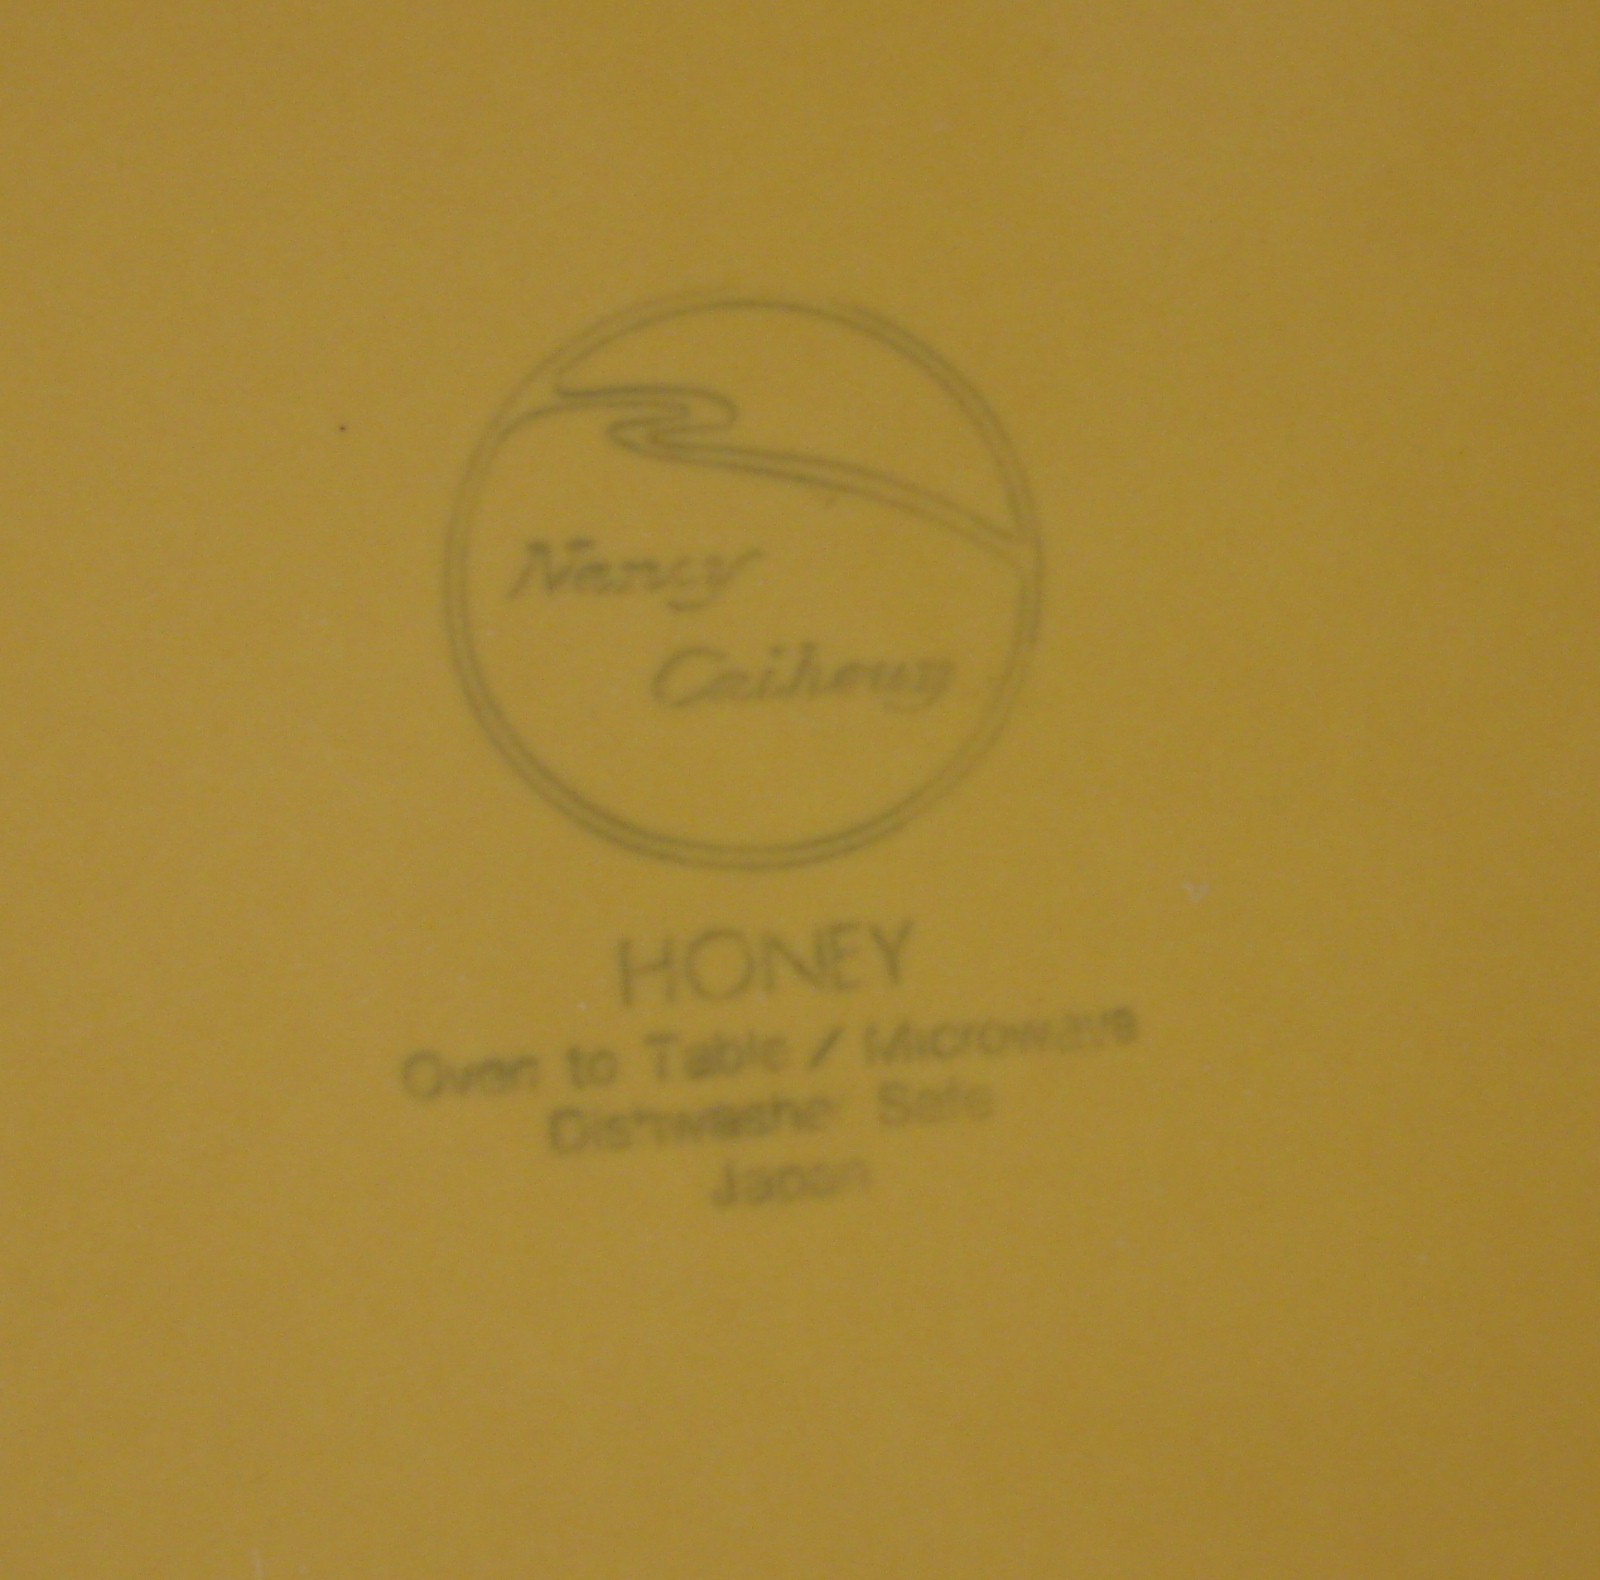 Nancy
Calhoun
HONEY
Oven to Table / Microwave
Dishwasher Safe
Japan